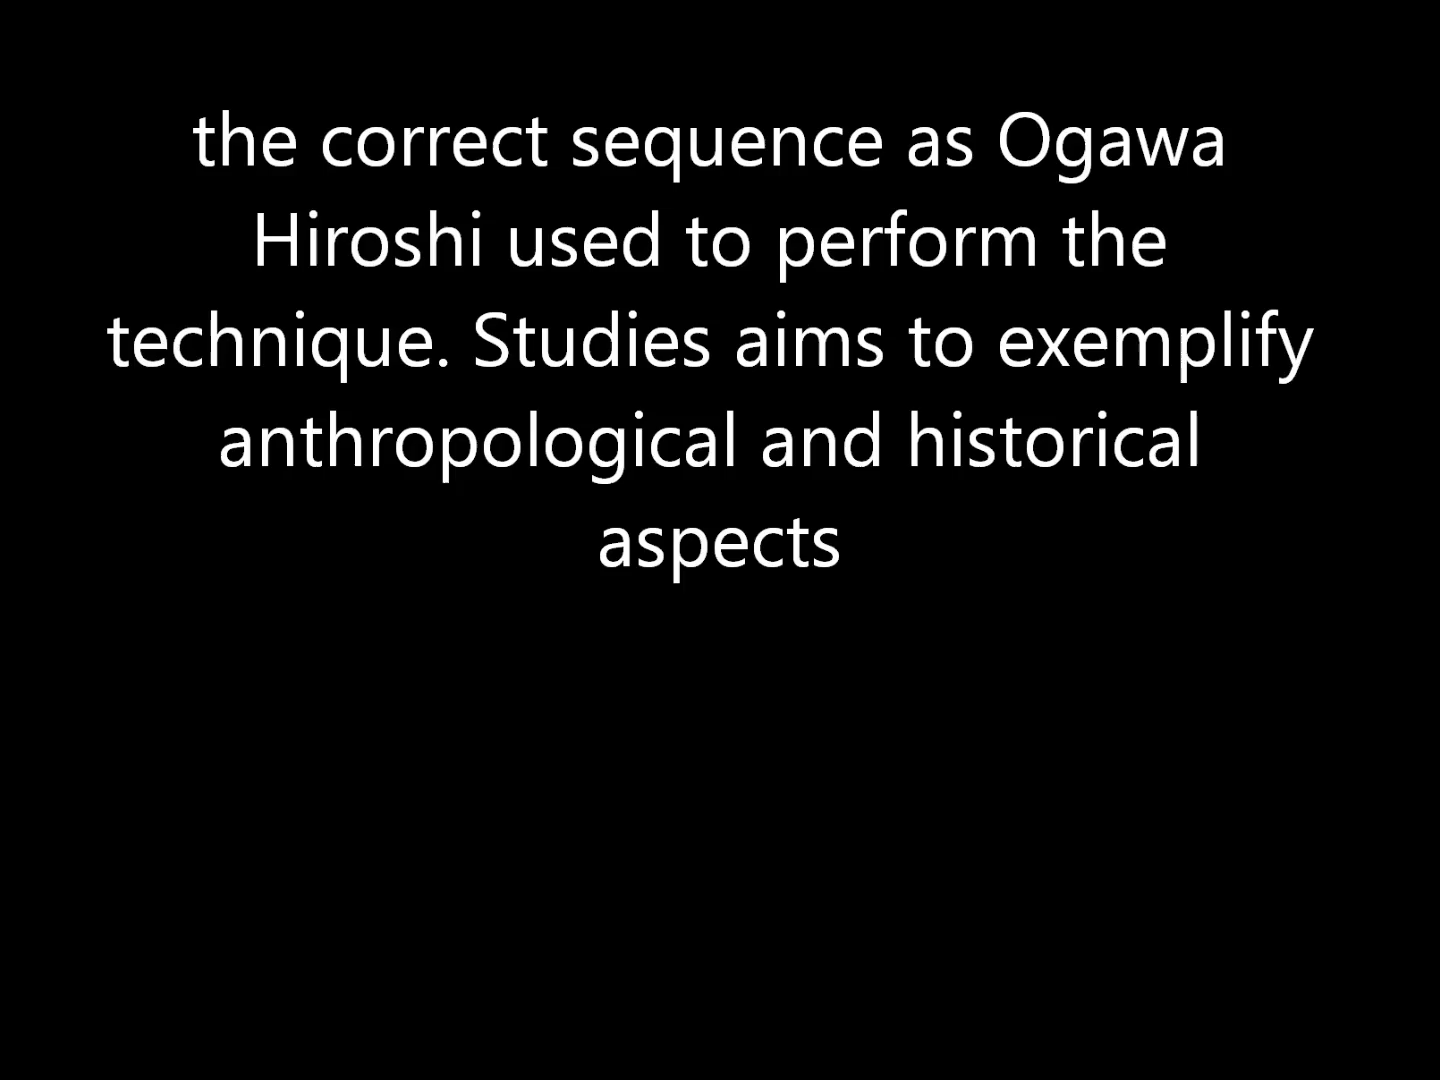 the correct sequence as Ogawa
Hiroshi used to perform the
technique. Studies aims to exemplify
anthropological and historical
aspects